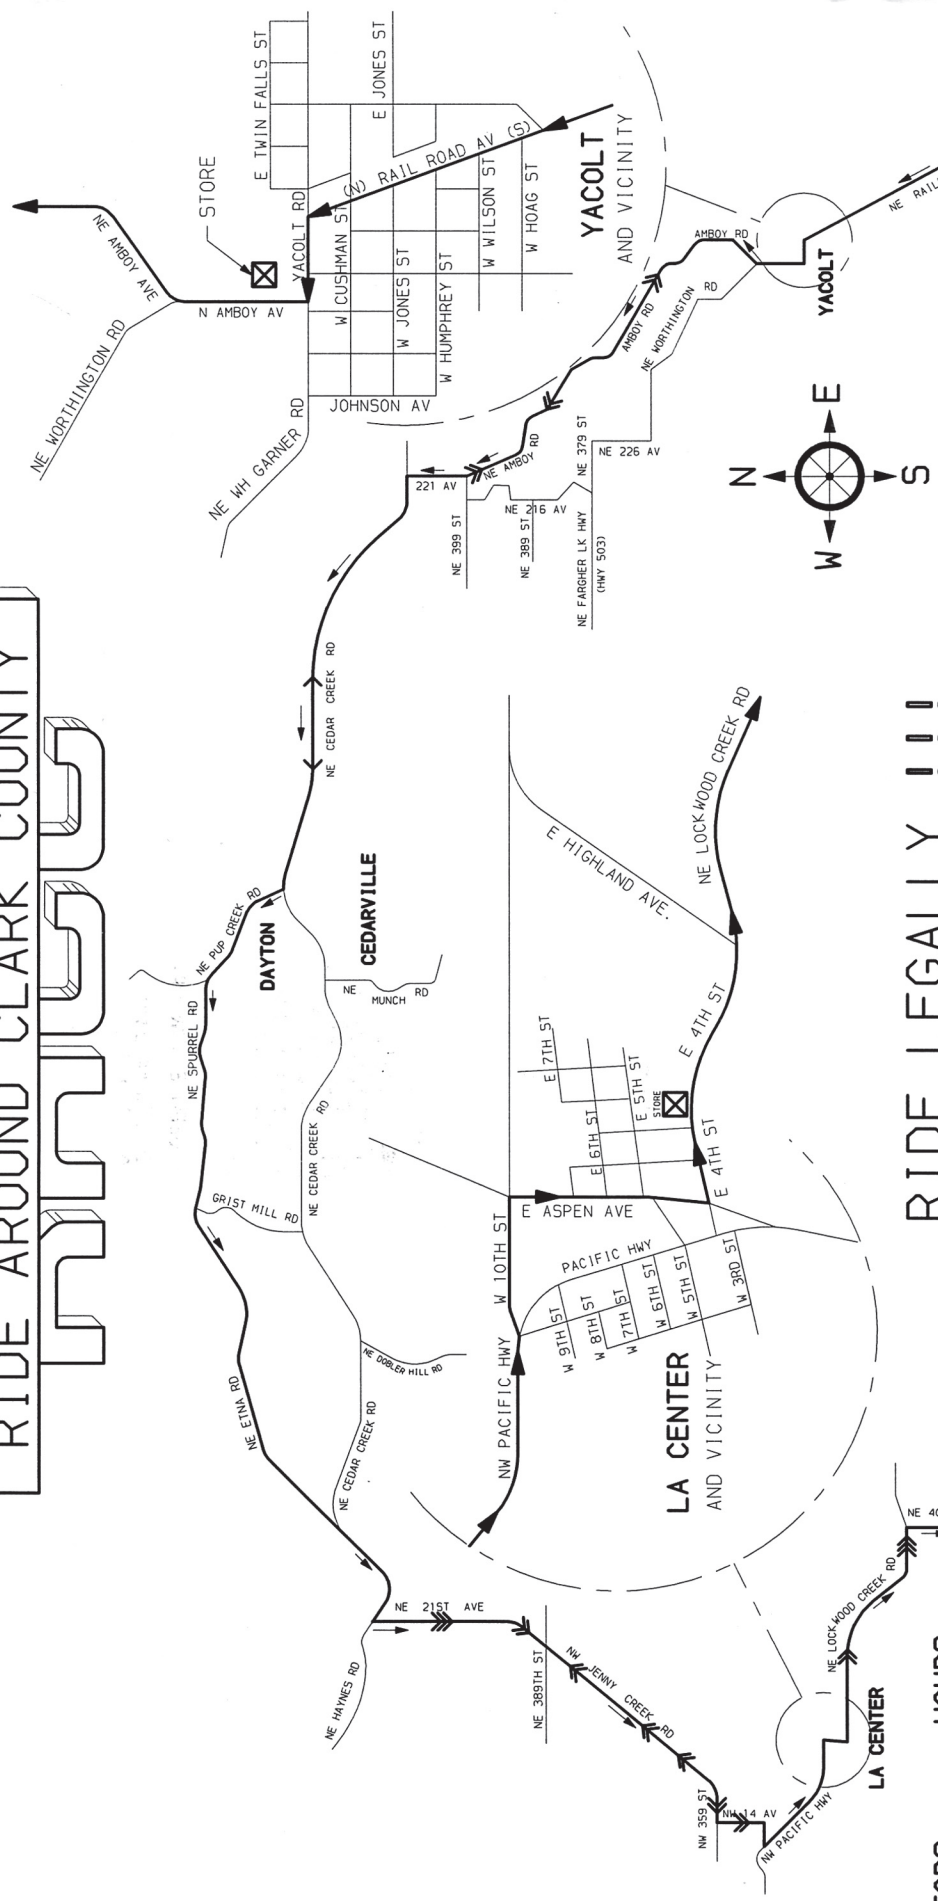 RIDE AROUND CLARK COUNTY
STORE
NE AMBOY AVE
N AMBOY AV
NE WORTHINGTON RD
NE WH GARNER RD
YACOLT RD
E TWIN FALLS ST
E JONES ST
(N) RAIL ROAD AV (S)
W CUSHMAN ST
W JONES ST
W HUMPHREY ST
W WILSON ST
W HOAG ST
JOHNSON AV
YACOLT
AND VICINITY
AMBOY RD
AMBOY RD
NE WORTHINGTON RD
YACOLT
NE RAIL
NE AMBOY RD
221 AV
NE 399 ST
NE 389 ST
NE 216 AV
NE 379 ST
NE 226 AV
NE FARGHER LK HWY
(HWY 503)
N
E
S
W
NE CEDAR CREEK RD
NE PUP CREEK RD
DAYTON
CEDARVILLE
NE MUNCH RD
NE SPURREL RD
NE CEDAR CREEK RD
GRIST MILL RD
NE DOBLER HILL RD
NE CEDAR CREEK RD
NE ETNA RD
NE HAYNES RD
NE 21ST AVE
NE 389TH ST
NW JENNY CREEK RD
NW 359 ST
NW 14 AV
NW PACIFIC HWY
LA CENTER
NE LOCKWOOD CREEK RD
NE 40
NE LOCKWOOD CREEK RD
E HIGHLAND AVE.
E 4TH ST
E 4TH ST
STORE
E 7TH ST
E 6TH ST
E 5TH ST
E ASPEN AVE
W 10TH ST
PACIFIC HWY
NW PACIFIC HWY
W 9TH ST
W 8TH ST
W 7TH ST
W 6TH ST
W 5TH ST
W 3RD ST
LA CENTER
AND VICINITY
RIDE LEGALLY !!!